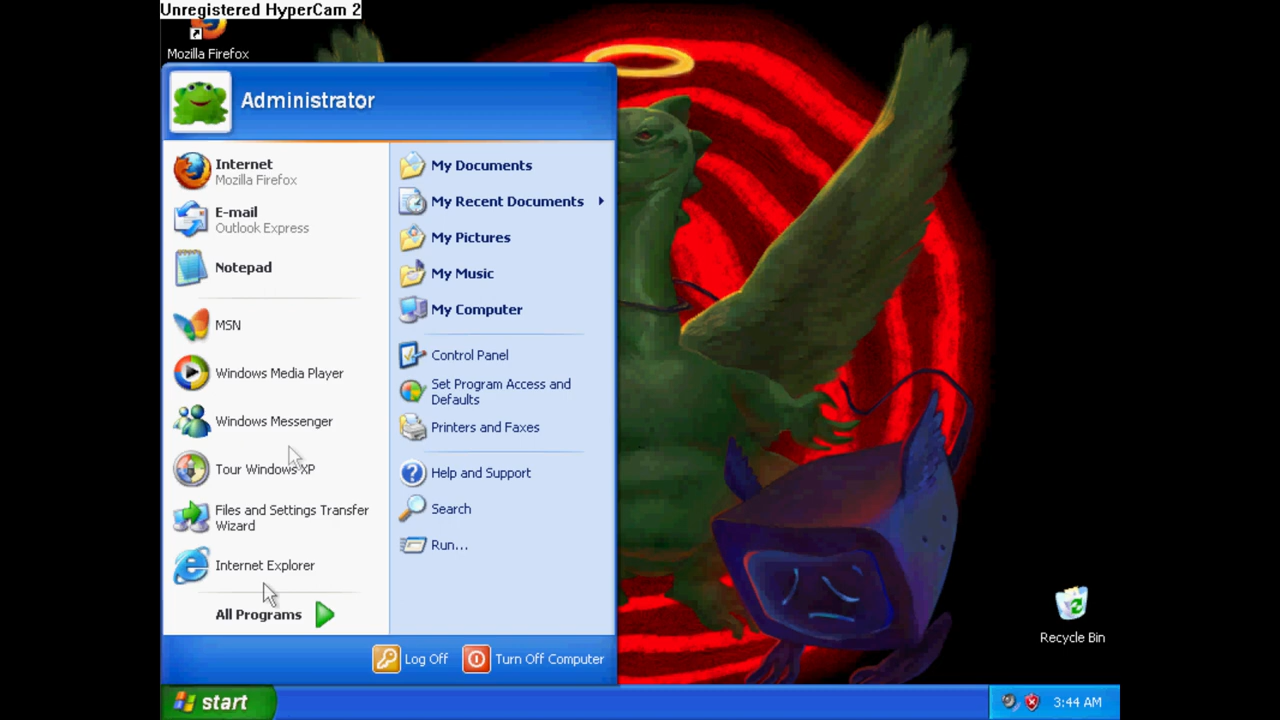 Unregistered HyperCam 2
Mozilla Firefox
Administrator
Internet
Mozilla Firefox
E-mail
Outlook Express
Notepad
MSN
Windows Media Player
Windows Messenger
Tour Windows XP
Files and Settings Transfer
Wizard
Internet Explorer
All Programs
My Documents
My Recent Documents
My Pictures
My Music
My Computer
Control Panel
Set Program Access and
Defaults
Printers and Faxes
Help and Support
Search
Run...
Log Off
Turn Off Computer
Recycle Bin
start
3:44 AM